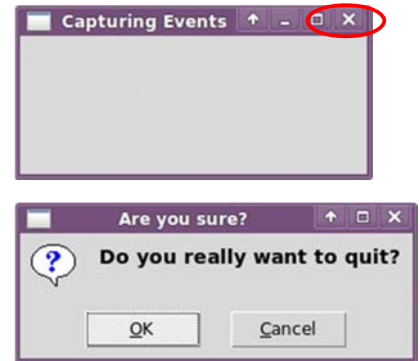 Capturing Events
Are you sure?
Do you really want to quit?
OK
Cancel